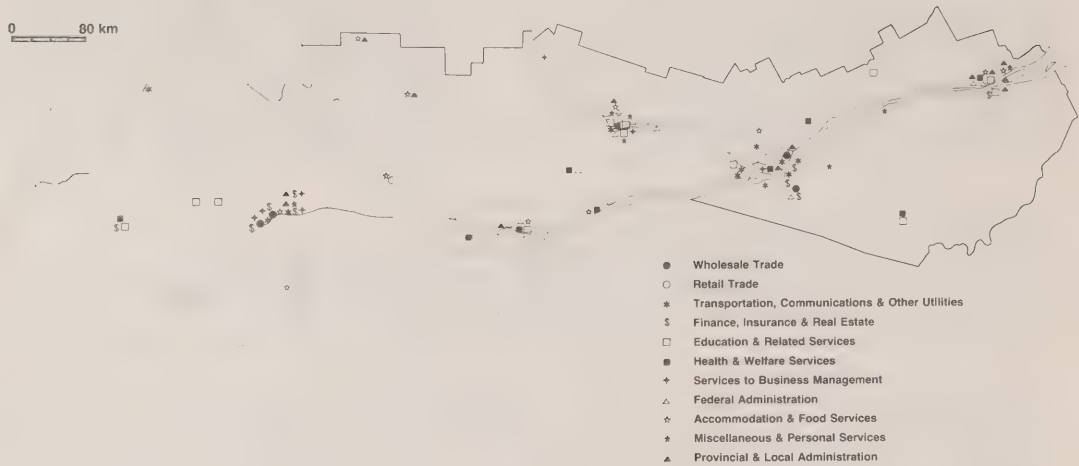 0 80 km
Wholesale Trade
Retail Trade
Transportation, Communications & Other Utilities
$ Finance, Insurance & Real Estate
Education & Related Services
Health & Welfare Services
Services to Business Management
Federal Administration
Accommodation & Food Services
Miscellaneous & Personal Services
Provincial & Local Administration